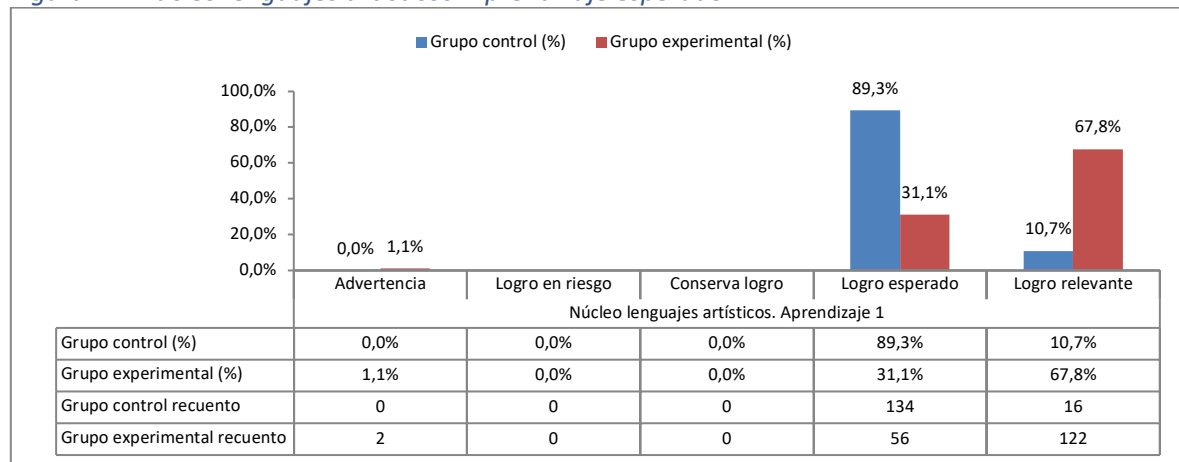 Grupo control (%) Grupo experimental (%)
100,0%
80,0%
60,0%
40,0%
20,0%
0,0%
0,0% 1,1% 89,3% 31,1% 10,7% 67,8%
Advertencia Logro en riesgo Conserva logro Logro esperado Logro relevante
Núcleo lenguajes artísticos. Aprendizaje 1
Grupo control (%) 0,0% 0,0% 0,0% 89,3% 10,7%
Grupo experimental (%) 1,1% 0,0% 0,0% 31,1% 67,8%
Grupo control recuento 0 0 0 134 16
Grupo experimental recuento 2 0 0 56 122